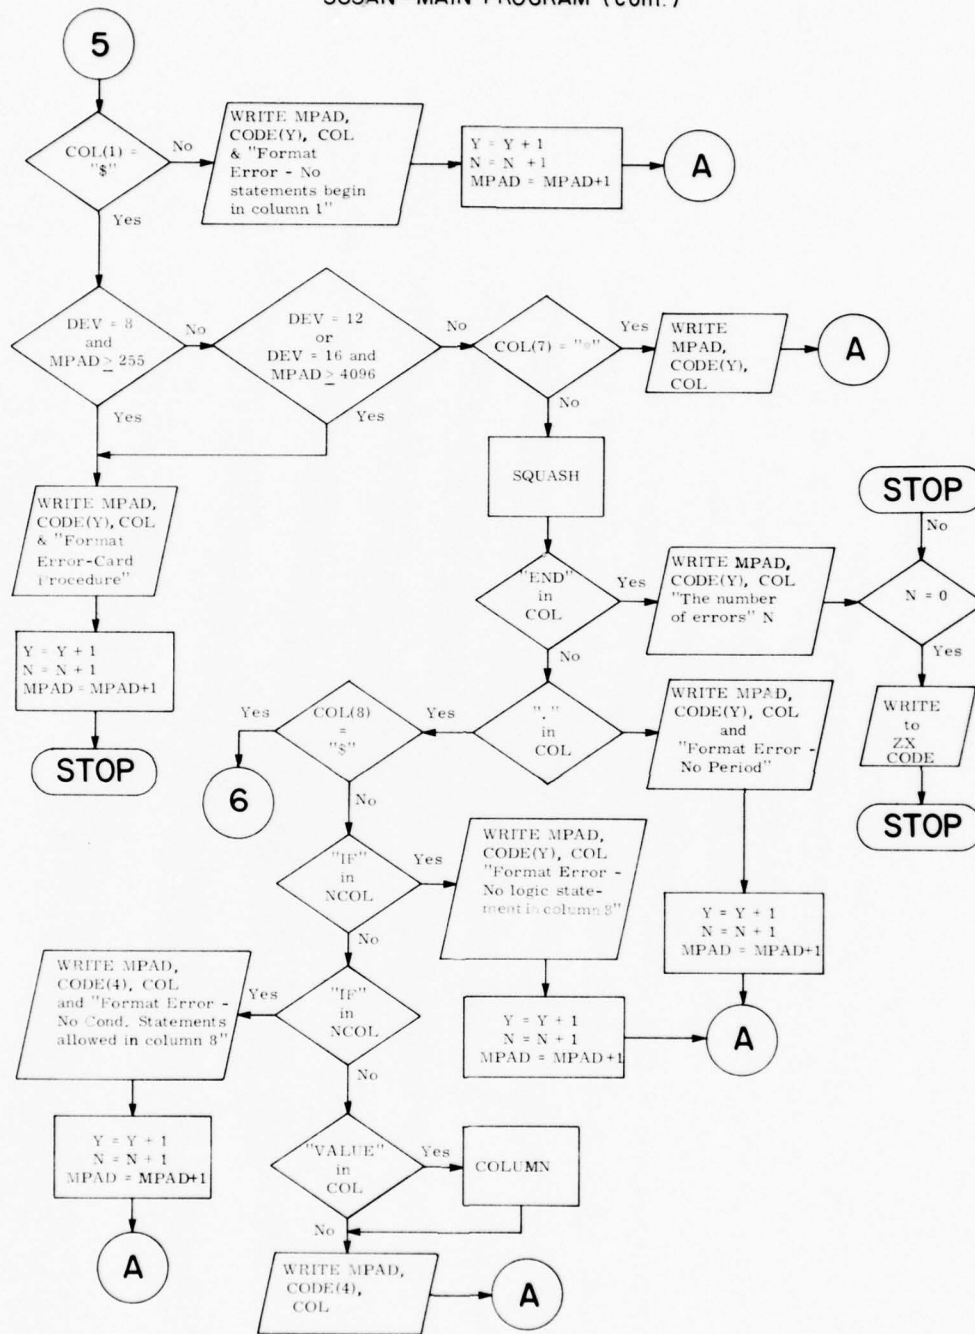 SUSAN - MAIN PROGRAM (cont.)
5
COL(1) =
"$"
No
Yes
WRITE MPAD,
CODE(Y), COL
& "Format
Error - No
statements begin
in column 1"
Y = Y + 1
N = N + 1
MPAD = MPAD+1
A
DEV = 8
and
MPAD ≥ 255
No
Yes
DEV = 12
or
DEV = 16 and
MPAD ≥ 4096
No
Yes
COL(7) =
Yes
No
WRITE
MPAD,
CODE(Y),
COL
A
WRITE MPAD,
CODE(Y), COL
& "Format
Error-Card
Procedure"
Y = Y + 1
N = N + 1
MPAD = MPAD+1
STOP
SQUASH
"END"
in
COL
Yes
No
WRITE MPAD,
CODE(Y), COL
"The number
of errors" N
STOP
No
N = 0
Yes
WRITE
to
ZX
CODE
STOP
"."
in
COL
Yes
WRITE MPAD,
CODE(Y), COL
and
"Format Error -
No Period"
Y = Y + 1
N = N + 1
MPAD = MPAD+1
A
COL(8)
=
"$"
Yes
No
6
"IF"
in
NCOL
Yes
No
WRITE MPAD,
CODE(Y), COL
"Format Error -
No logic state-
ment in column 8"
Y = Y + 1
N = N + 1
MPAD = MPAD+1
"IF"
in
NCOL
Yes
No
WRITE MPAD,
CODE(4), COL
and "Format Error -
No Cond. Statements
allowed in column 8"
Y = Y + 1
N = N + 1
MPAD = MPAD+1
A
"VALUE"
in
COL
Yes
No
COLUMN
WRITE MPAD,
CODE(4),
COL
A